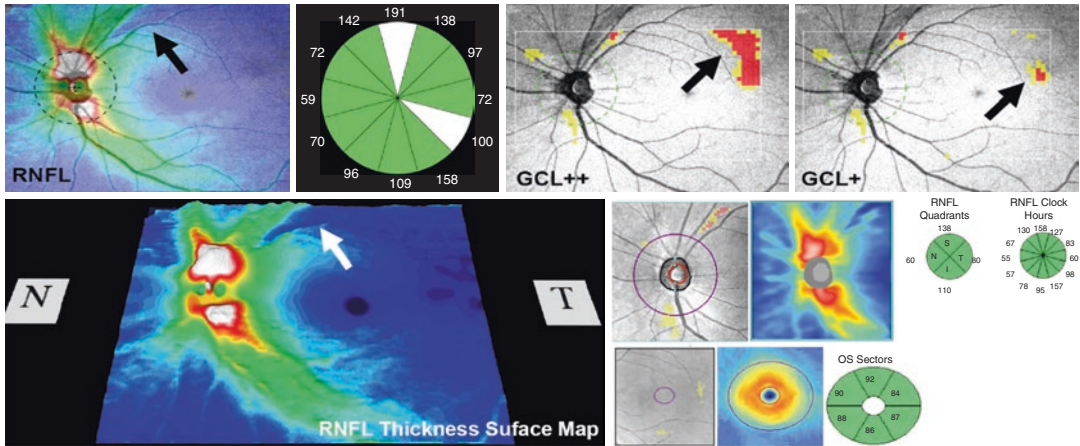 RNFL
191
142
138
72
97
59
72
70
100
96
158
109
GCL++
GCL+
N
T
RNFL Thickness Suface Map
RNFL
Quadrants
138
S
60 N T 80
I
110
RNFL Clock
Hours
130 158 127
67 83
55 60
57 98
78 95 157
OS Sectors
92
90 84
88 87
86